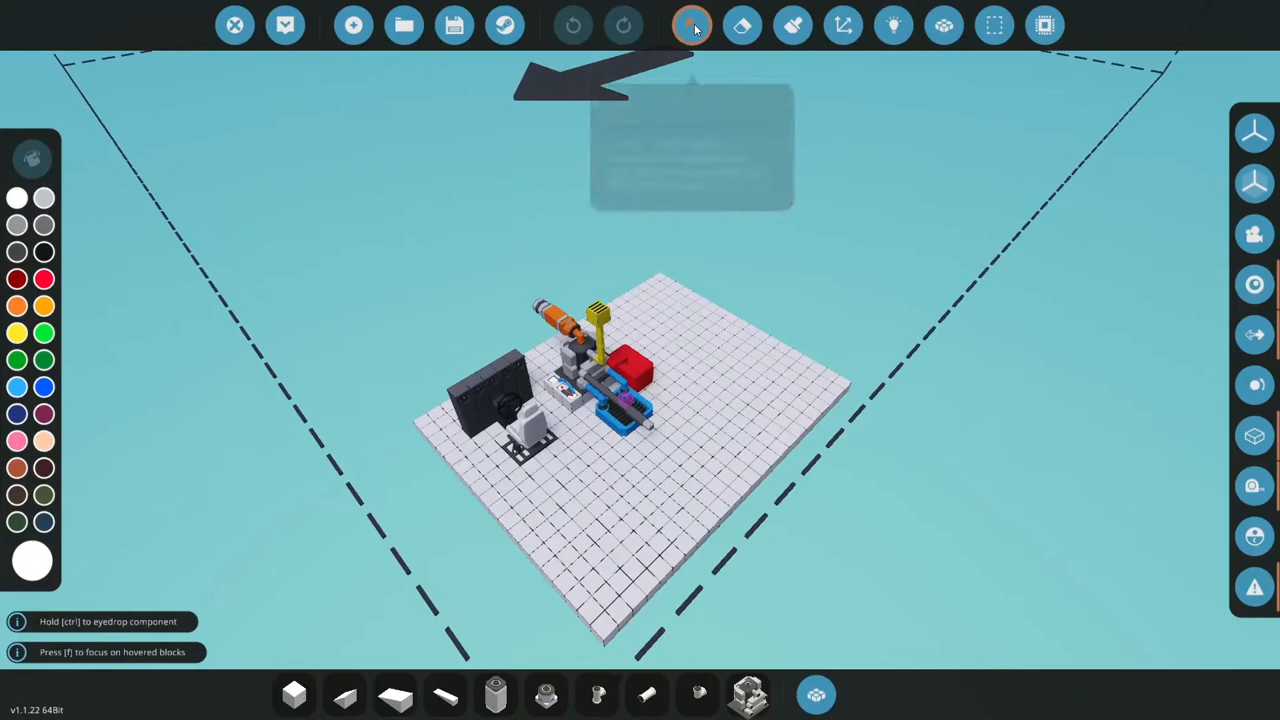 Hold [ctrl] to eyedrop component
Press [f] to focus on hovered blocks
v1.1.22 64Bit